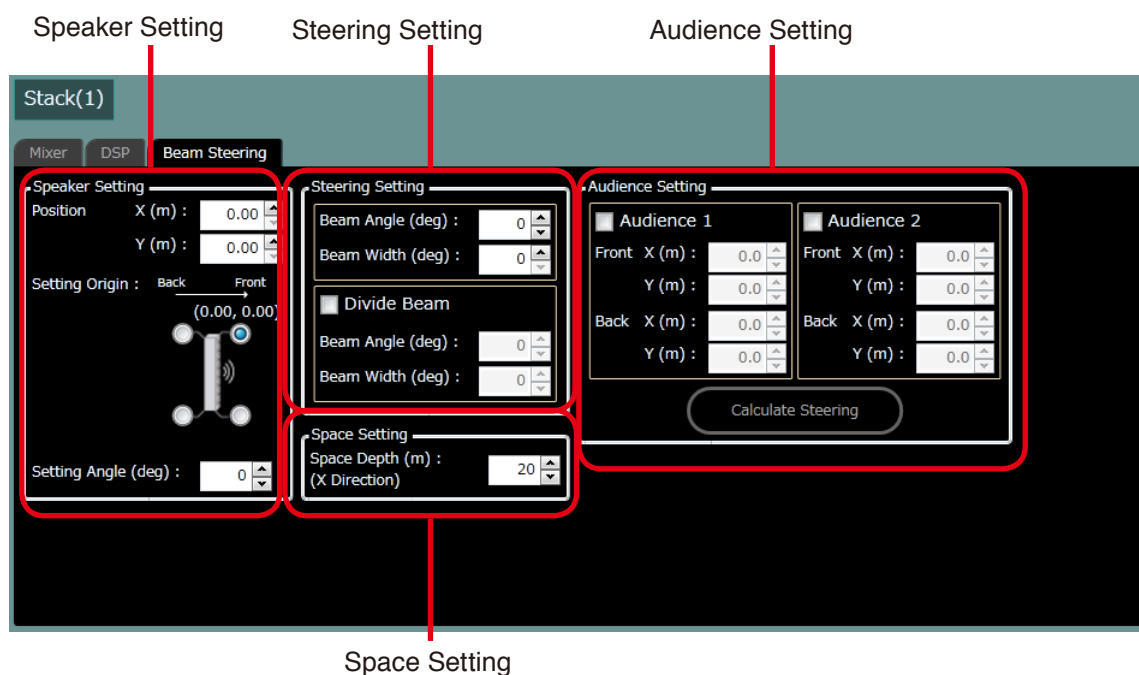 Speaker Setting
Steering Setting
Audience Setting
Stack(1)
Mixer
DSP
Beam Steering
Speaker Setting
Position X (m) : 0.00
Y (m) : 0.00
Setting Origin : Back Front
(0.00, 0.00)
Setting Angle (deg) : 0
Steering Setting
Beam Angle (deg) : 0
Beam Width (deg) : 0
Divide Beam
Beam Angle (deg) : 0
Beam Width (deg) : 0
Space Setting
Space Depth (m) : 20
(X Direction)
Audience Setting
Audience 1
Front X (m) : 0.0
Y (m) : 0.0
Back X (m) : 0.0
Y (m) : 0.0
Audience 2
Front X (m) : 0.0
Y (m) : 0.0
Back X (m) : 0.0
Y (m) : 0.0
Calculate Steering
Space Setting